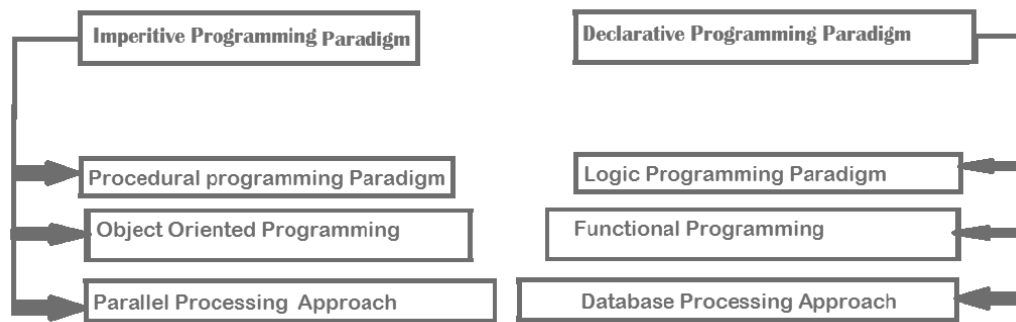 Imperitive Programming Paradigm
Declarative Programming Paradigm
Procedural programming Paradigm
Logic Programming Paradigm
Object Oriented Programming
Functional Programming
Parallel Processing Approach
Database Processing Approach